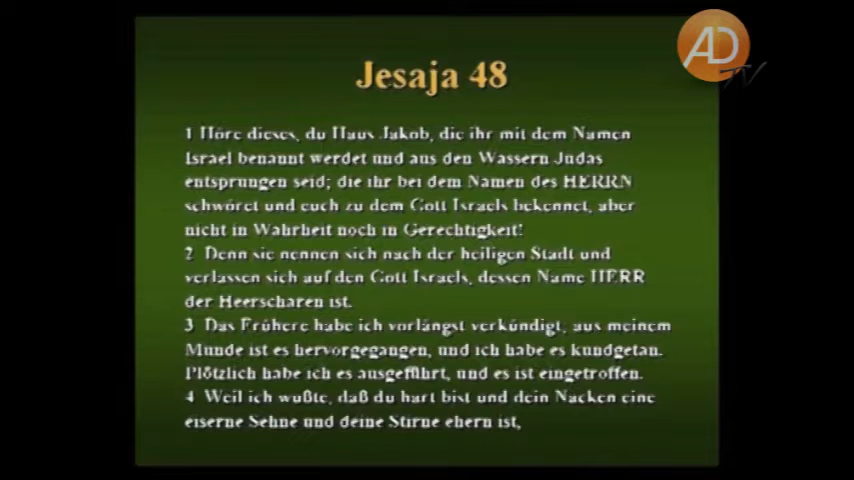 AD
TV
Jesaja 48
1 Höre dieses, du Haus Jakob, die ihr mit dem Namen
Israel benannt werdet und aus den Wassern Judas
entsprungen seid; die ihr bei dem Namen des HERRN
schwöret und euch zu dem Gott Israels bekennet, aber
nicht in Wahrheit noch in Gerechtigkeit!
2 Denn sie nennen sich nach der heiligen Stadt und
verlassen sich auf den Gott Israels, dessen Name HERR
der Heerscharen ist.
3 Das Frühere habe ich vorlängst verkündigt, aus meinem
Munde ist es hervorgegangen, und ich habe es kundgetan.
Plötzlich habe ich es ausgeführt, und es ist eingetroffen.
4 Weil ich wußte, daß du hart bist und dein Nacken eine
eiserne Sehne und deine Stirne ehern ist,